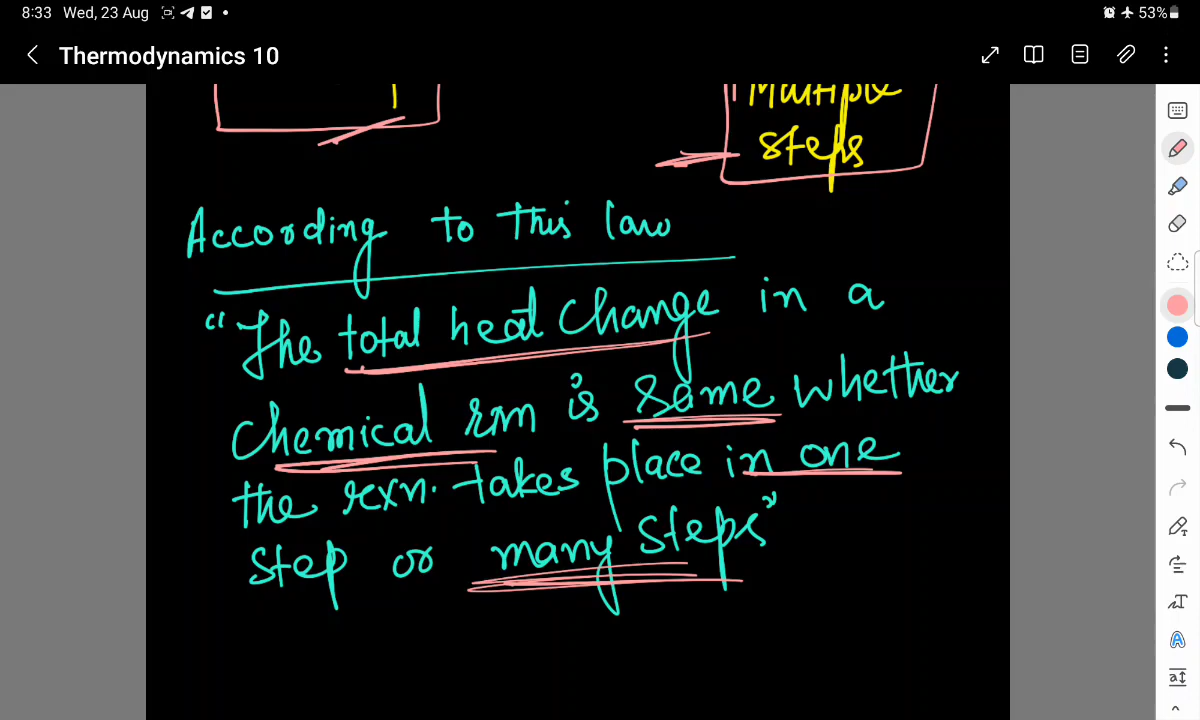 8:33 Wed, 23 Aug
53%
Thermodynamics 10
Multiple
steps
According to this law
"The total heat change in a
chemical rxn is same whether
the rexn. takes place in one
step or many steps"